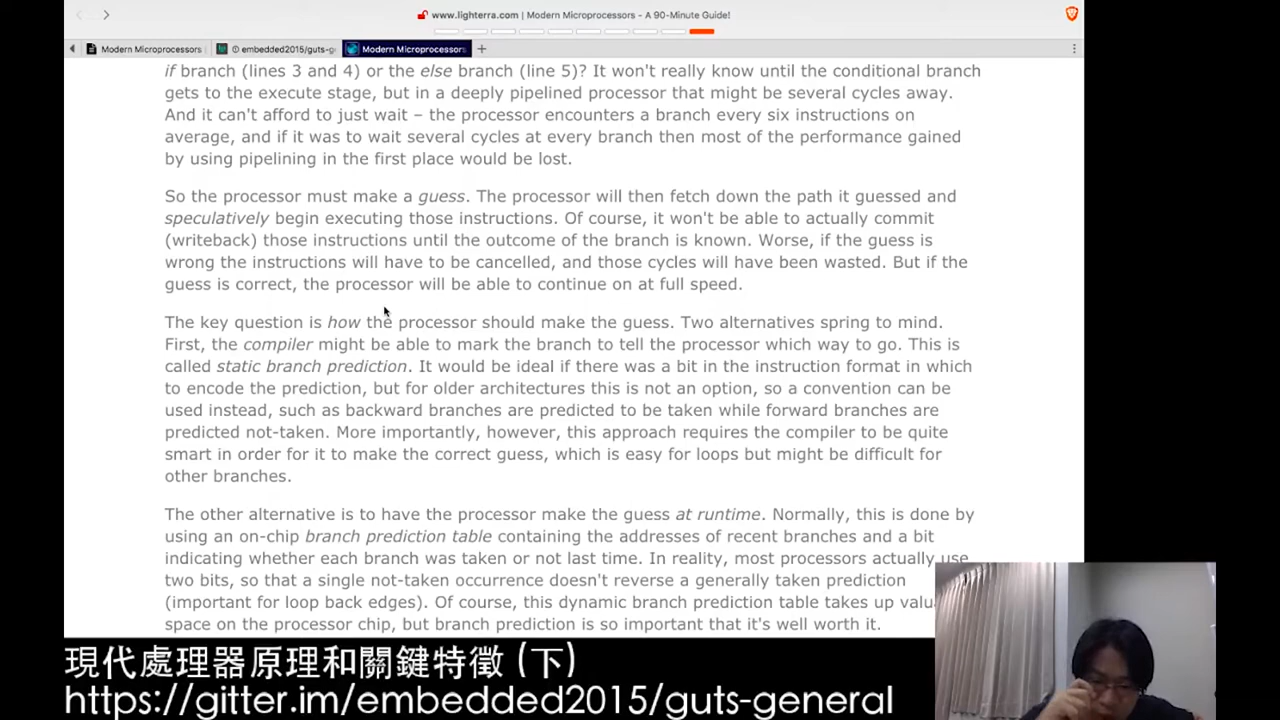 www.lighterra.com | Modern Microprocessors - A 90-Minute Guide!
Modern Microprocessors
embedded2015/guts-g
Modern Microprocessors
if branch (lines 3 and 4) or the else branch (line 5)? It won't really know until the conditional branch
gets to the execute stage, but in a deeply pipelined processor that might be several cycles away.
And it can't afford to just wait – the processor encounters a branch every six instructions on
average, and if it was to wait several cycles at every branch then most of the performance gained
by using pipelining in the first place would be lost.
So the processor must make a guess. The processor will then fetch down the path it guessed and
speculatively begin executing those instructions. Of course, it won't be able to actually commit
(writeback) those instructions until the outcome of the branch is known. Worse, if the guess is
wrong the instructions will have to be cancelled, and those cycles will have been wasted. But if the
guess is correct, the processor will be able to continue on at full speed.
The key question is how the processor should make the guess. Two alternatives spring to mind.
First, the compiler might be able to mark the branch to tell the processor which way to go. This is
called static branch prediction. It would be ideal if there was a bit in the instruction format in which
to encode the prediction, but for older architectures this is not an option, so a convention can be
used instead, such as backward branches are predicted to be taken while forward branches are
predicted not-taken. More importantly, however, this approach requires the compiler to be quite
smart in order for it to make the correct guess, which is easy for loops but might be difficult for
other branches.
The other alternative is to have the processor make the guess at runtime. Normally, this is done by
using an on-chip branch prediction table containing the addresses of recent branches and a bit
indicating whether each branch was taken or not last time. In reality, most processors actually use
two bits, so that a single not-taken occurrence doesn't reverse a generally taken prediction
(important for loop back edges). Of course, this dynamic branch prediction table takes up valu
space on the processor chip, but branch prediction is so important that it's well worth it.
現代處理器原理和關鍵特徵 (下)
https://gitter.im/embedded2015/guts-general